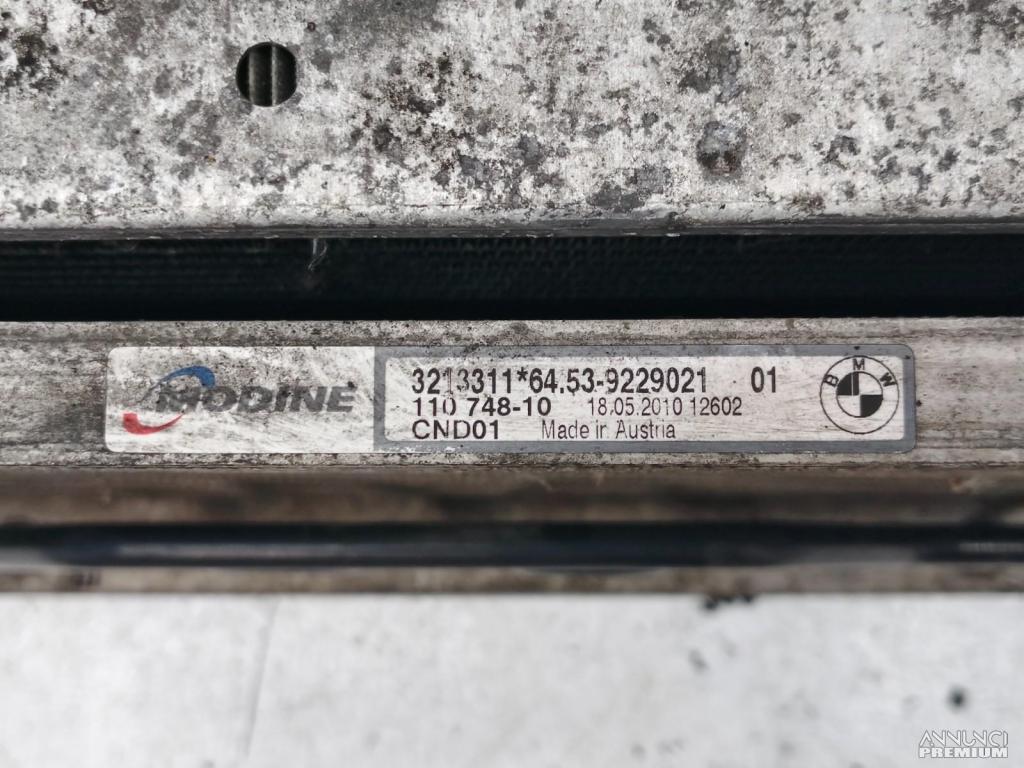 MODINE
3213311*64.53-9229021 01
110 748-10 18.05.2010 12602
CND01 Made in Austria
BMW
ANNUNCI
PREMIUM